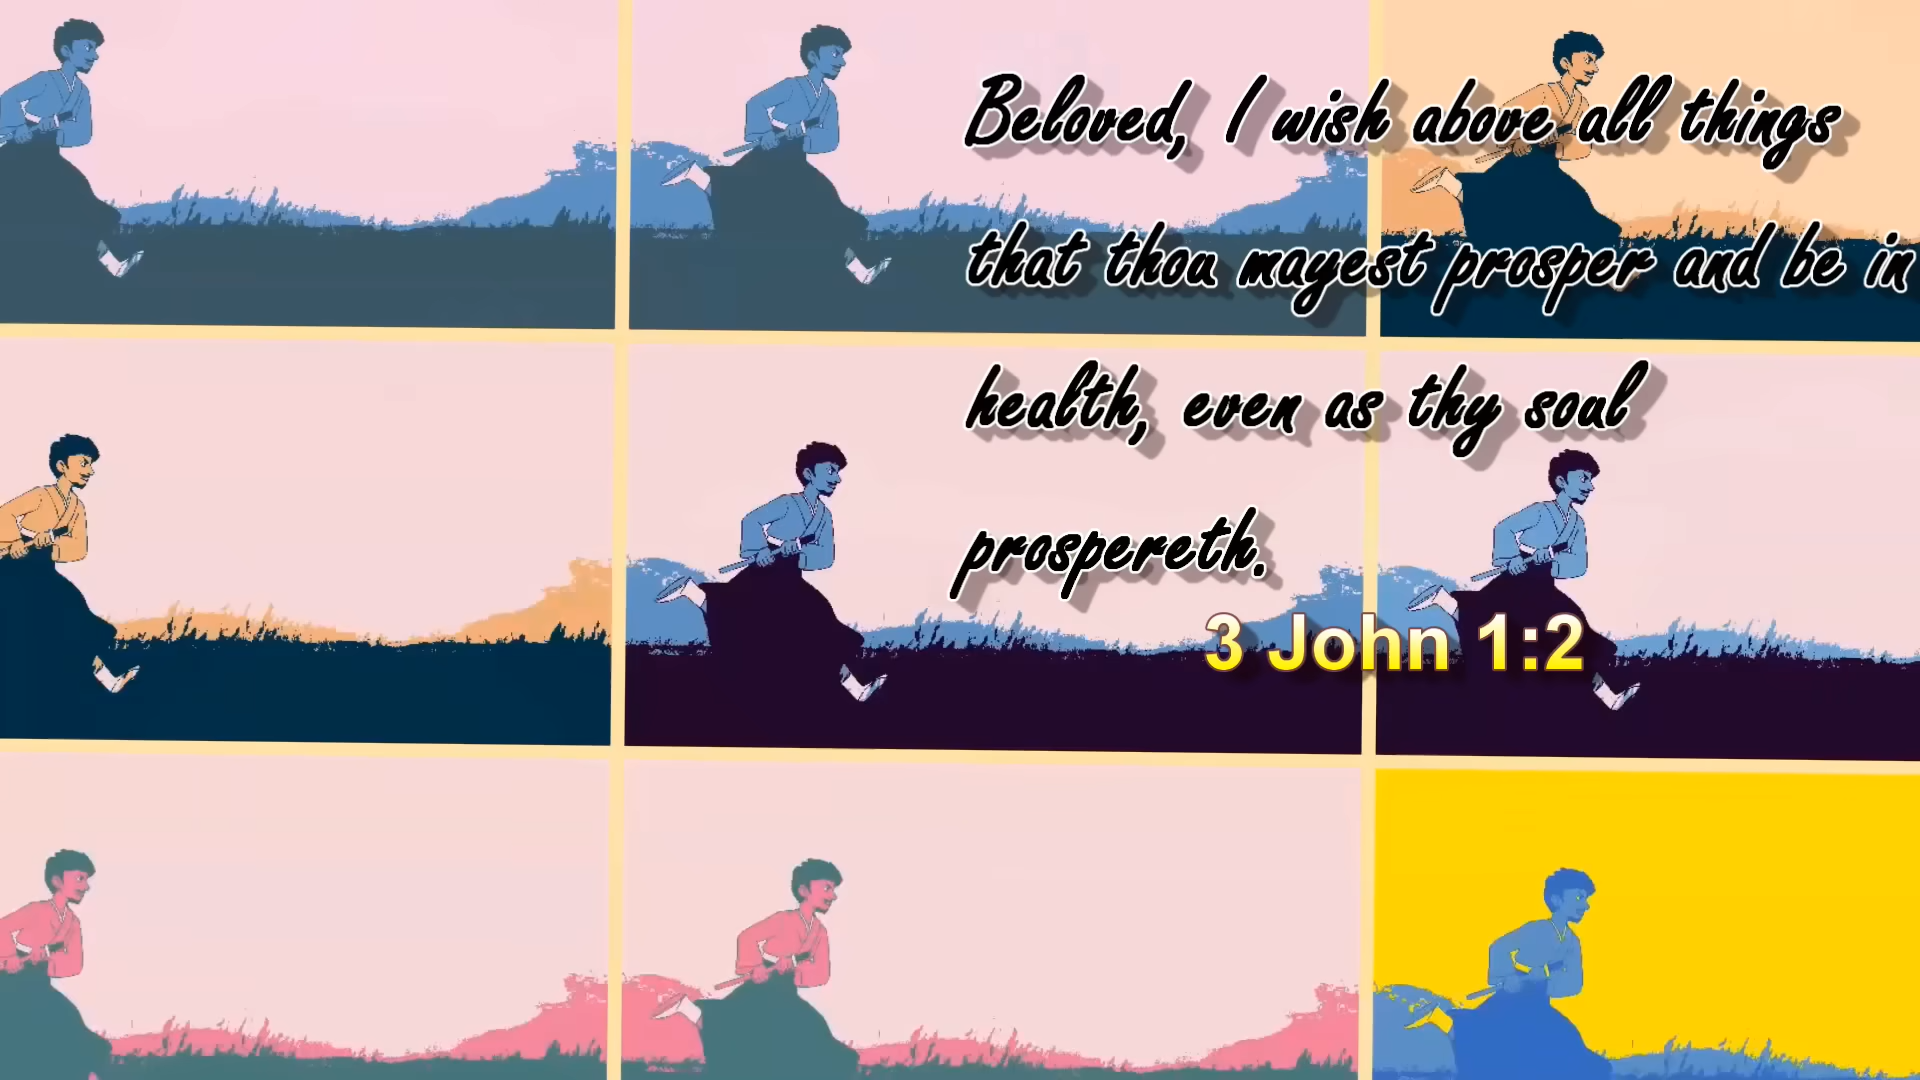 Beloved, I wish above all things
that thou mayest prosper and be in
health, even as thy soul
prospereth.
3 John 1:2